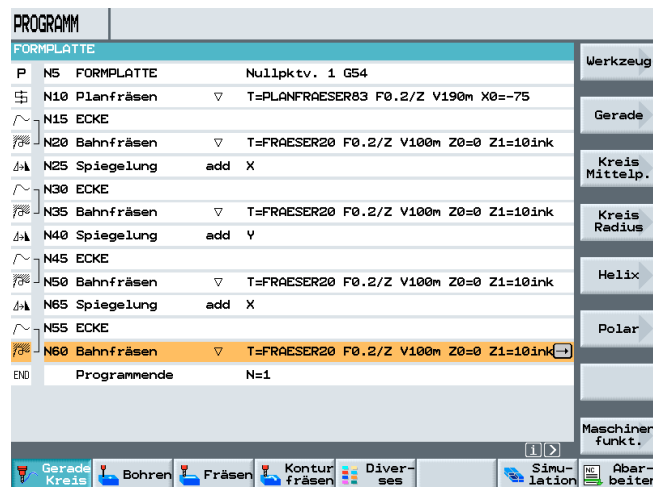 PROGRAMM
FORMPLATTE
P N5 FORMPLATTE Nullpktv. 1 G54
N10 Planfräsen ▽ T=PLANFRAESER83 F0.2/Z V190m X0=-75
N15 ECKE
N20 Bahnfräsen ▽ T=FRAESER20 F0.2/Z V100m Z0=0 Z1=10ink
N25 Spiegelung add X
N30 ECKE
N35 Bahnfräsen ▽ T=FRAESER20 F0.2/Z V100m Z0=0 Z1=10ink
N40 Spiegelung add Y
N45 ECKE
N50 Bahnfräsen ▽ T=FRAESER20 F0.2/Z V100m Z0=0 Z1=10ink
N65 Spiegelung add X
N55 ECKE
N60 Bahnfräsen ▽ T=FRAESER20 F0.2/Z V100m Z0=0 Z1=10ink
END Programmende N=1
Werkzeug
Gerade
Kreis
Mittelp.
Kreis
Radius
Helix
Polar
Maschinen
funkt.
Gerade
Kreis
Bohren
Fräsen
Kontur
fräsen
Diver-
ses
Simu-
lation
NC
Abar-
beiten